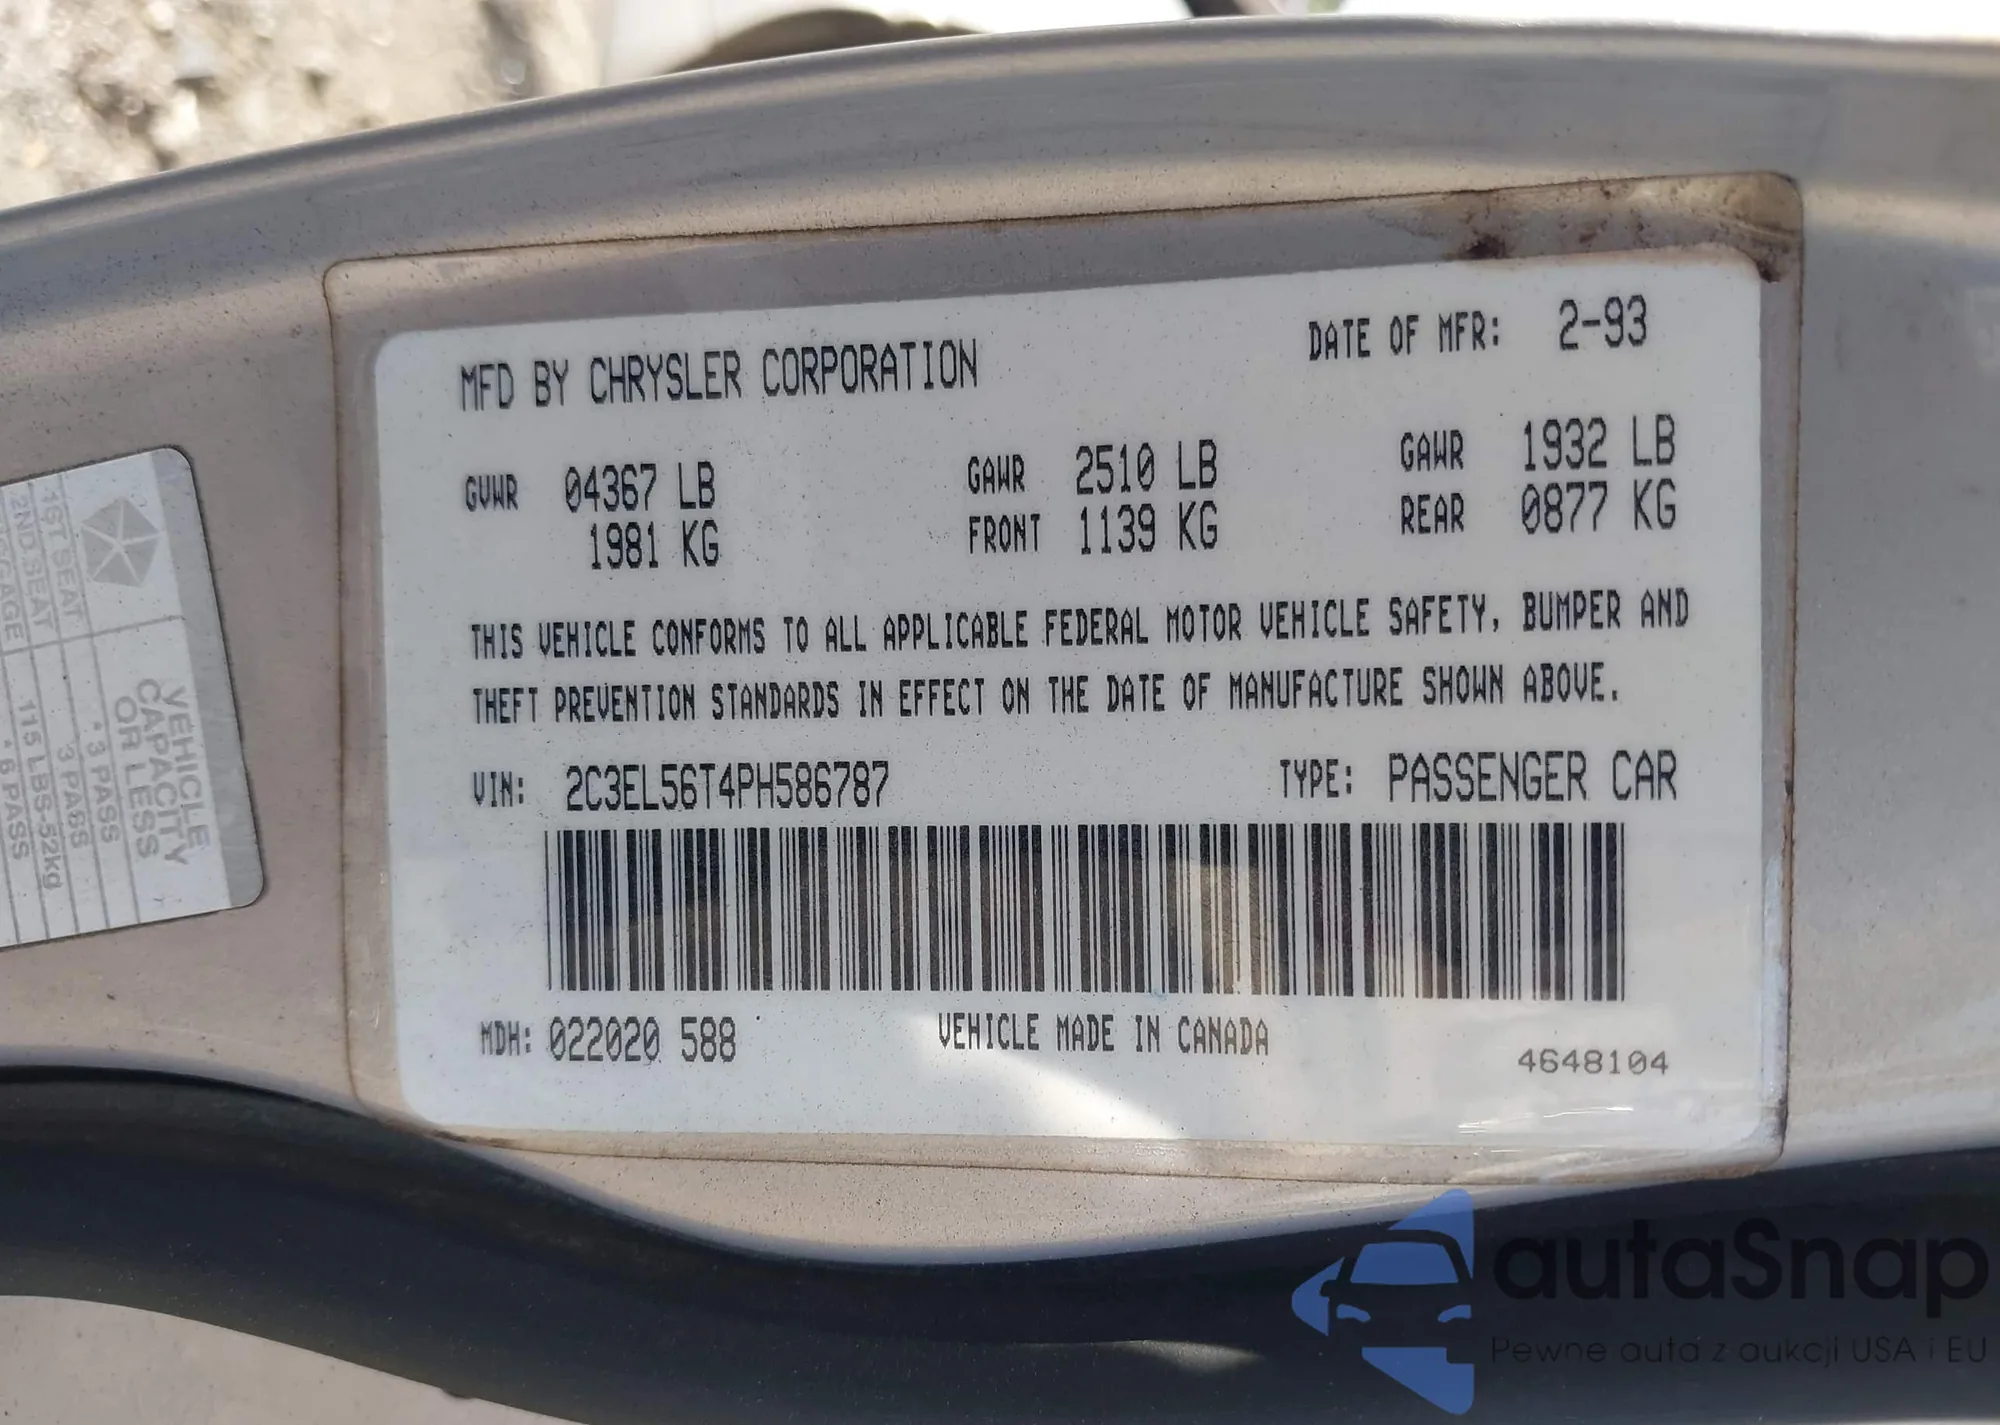 MFD BY CHRYSLER CORPORATION
DATE OF MFR: 2-93
GVWR 04367 LB
1981 KG
GAWR 2510 LB
FRONT 1139 KG
GAWR 1932 LB
REAR 0877 KG
THIS VEHICLE CONFORMS TO ALL APPLICABLE FEDERAL MOTOR VEHICLE SAFETY, BUMPER AND
THEFT PREVENTION STANDARDS IN EFFECT ON THE DATE OF MANUFACTURE SHOWN ABOVE.
VIN: 2C3EL56T4PH586787
TYPE: PASSENGER CAR
MDH: 022020 588
VEHICLE MADE IN CANADA
4648104
VEHICLE
CAPACITY
OR LESS
1ST SEAT * 3 PASS
2ND SEAT 3 PASS
115 LBS-52kg
* 6 PASS
autaSnap
Pewne auta z aukcji USA i EU